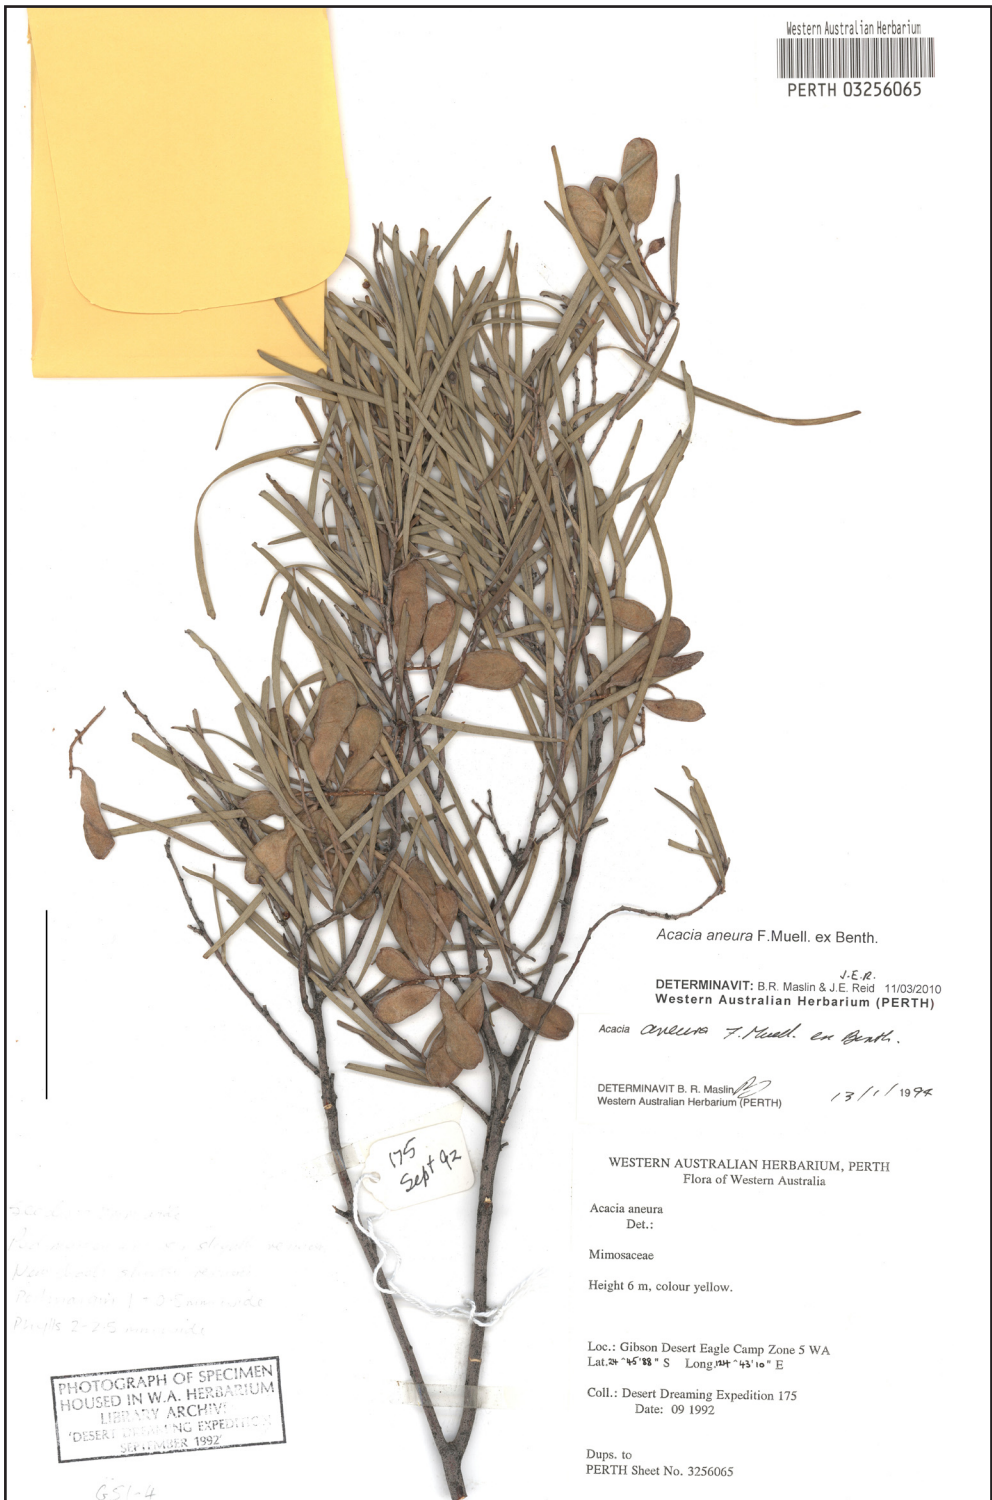 Western Australian Herbarium
PERTH 03256065
Acacia aneura F.Muell. ex Benth.
J.E.R.
DETERMINAVIT: B.R. Maslin & J.E. Reid 11/03/2010
Western Australian Herbarium (PERTH)
Acacia aneura F. Muell. ex Benth.
DETERMINAVIT B. R. Maslin
Western Australian Herbarium (PERTH)
13/1/1994
175
Sept 92
WESTERN AUSTRALIAN HERBARIUM, PERTH
Flora of Western Australia
Acacia aneura
Det.:
Mimosaceae
Height 6 m, colour yellow.
Loc.: Gibson Desert Eagle Camp Zone 5 WA
Lat.24°45'88" S Long.124°43'10" E
Coll.: Desert Dreaming Expedition 175
Date: 09 1992
Dups. to
PERTH Sheet No. 3256065
PHOTOGRAPH OF SPECIMEN
HOUSED IN W.A. HERBARIUM
LIBRARY ARCHIVE
'DESERT DREAMING EXPEDITION
SEPTEMBER 1992'
GS1-4